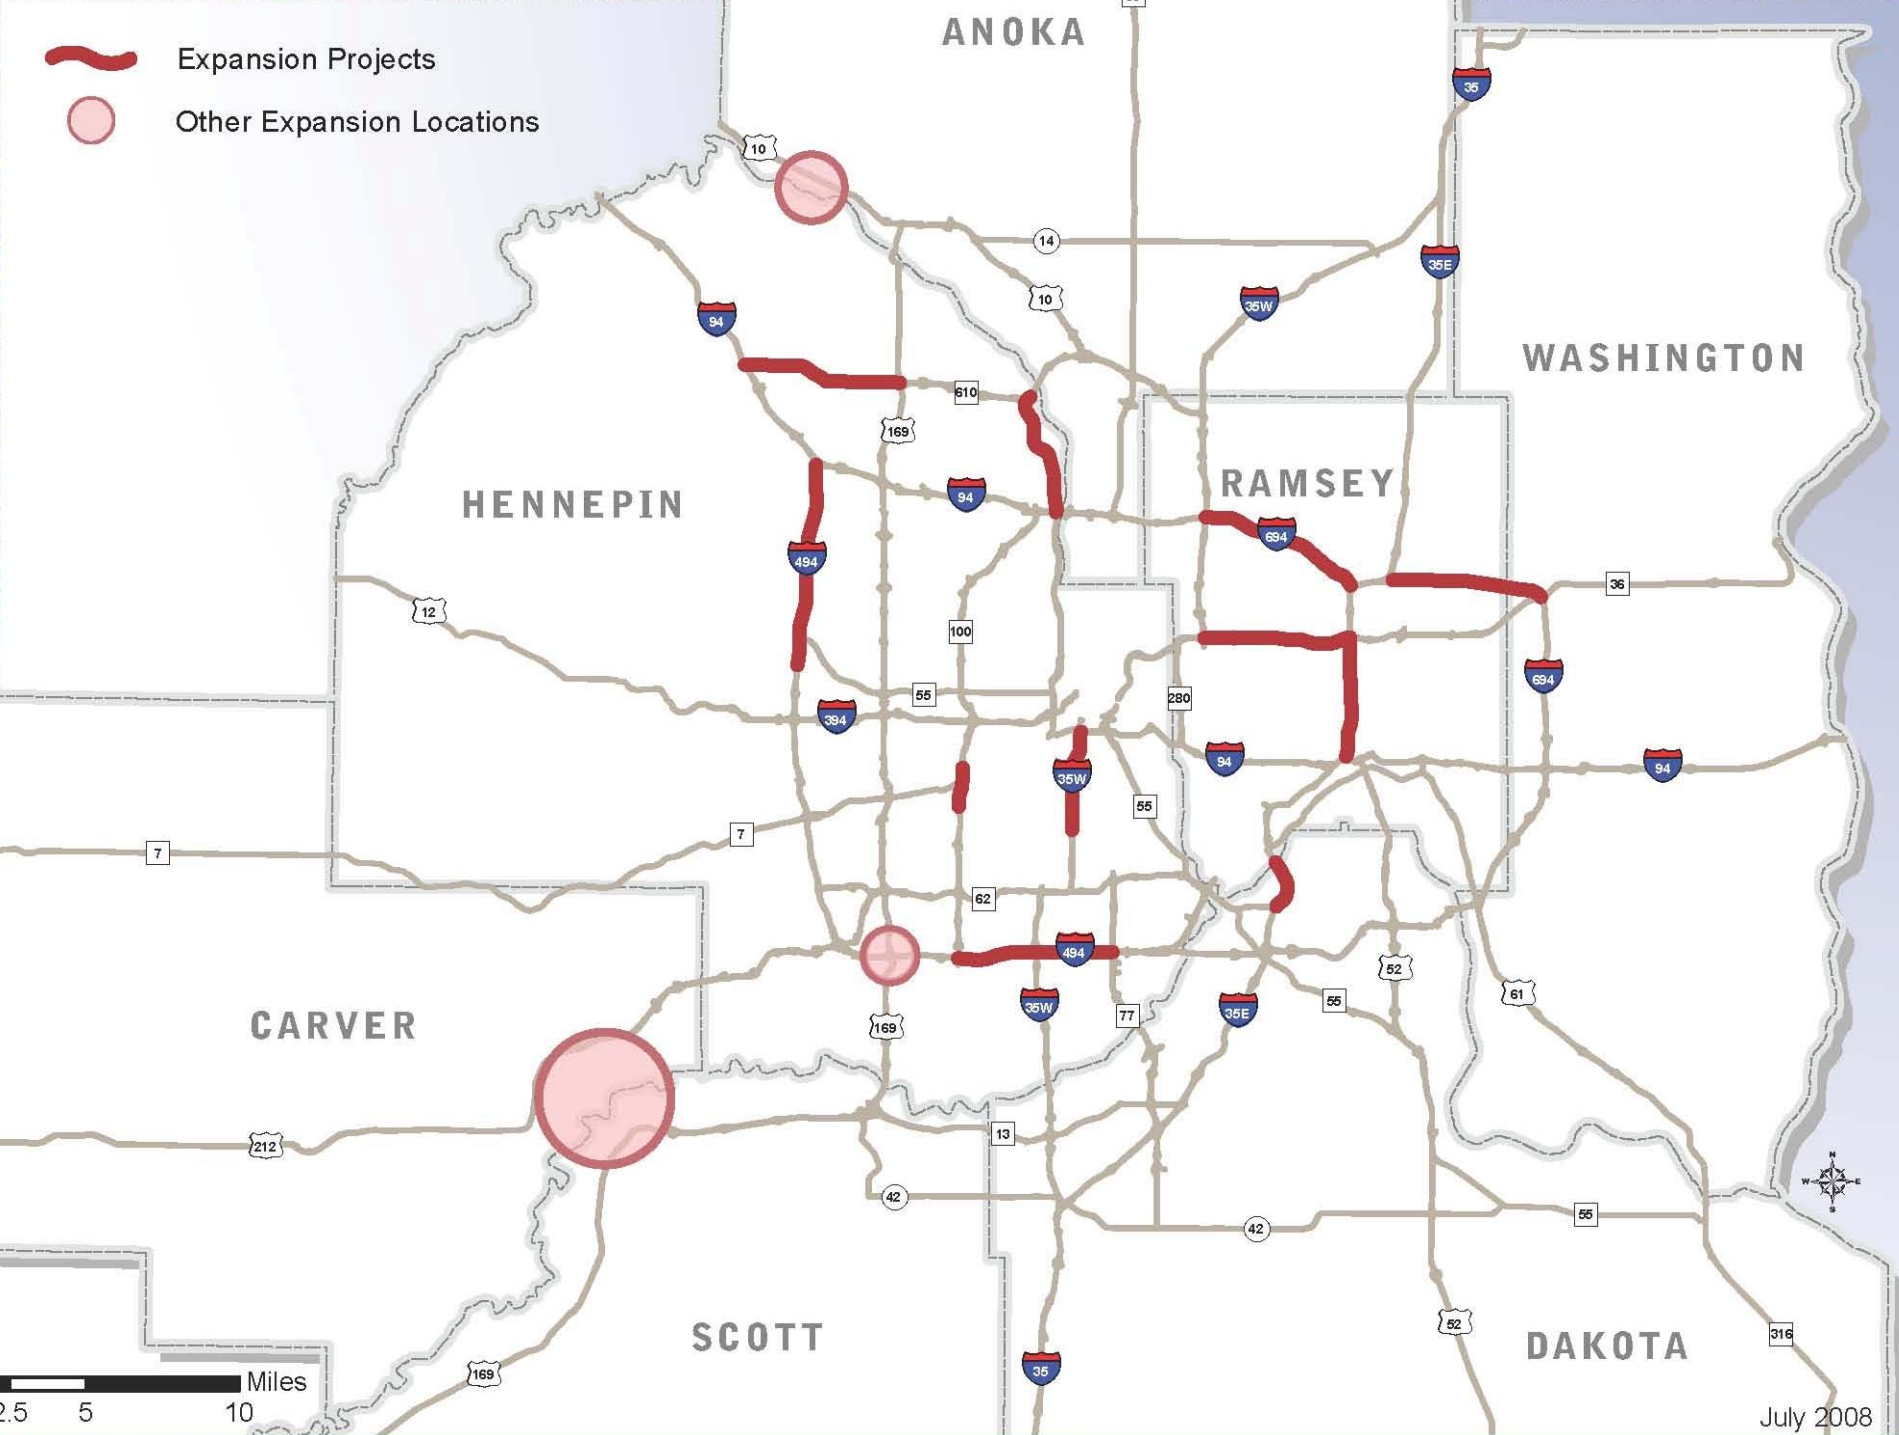 ANOKA
Expansion Projects
35
Other Expansion Locations
10
14
35E
10
35W
94
WASHINGTON
610
169
RAMSEY
94
HENNEPIN
694
494
36
12
100
694
55
280
394
94
94
35W
55
7
7
62
494
52
61
35W
55
35E
77
169
CARVER
13
212
N
W E
S
42
55
42
52
SCOTT
316
DAKOTA
35
169
Miles
2.5 5 10
July 2008